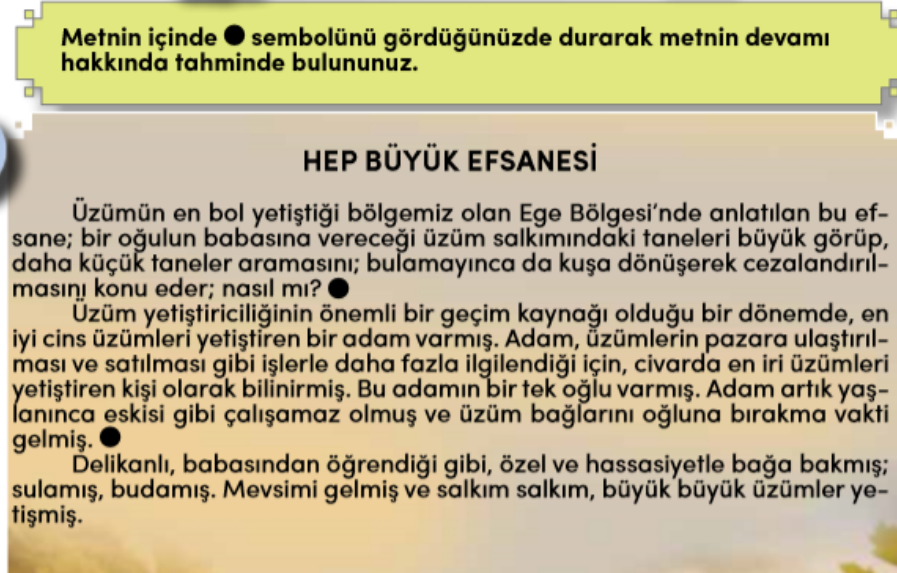 Metnin içinde ● sembolünü gördüğünüzde durarak metnin devamı
hakkında tahminde bulununuz.
HEP BÜYÜK EFSANESİ
Üzümün en bol yetiştiği bölgemiz olan Ege Bölgesi’nde anlatılan bu ef-
sane; bir oğulun babasına vereceği üzüm salkımındaki taneleri büyük görüp,
daha küçük taneler aramasını; bulamayınca da kuşa dönüşerek cezalandırıl-
masını konu eder; nasıl mı? ●
Üzüm yetiştiriciliğinin önemli bir geçim kaynağı olduğu bir dönemde, en
iyi cins üzümleri yetiştiren bir adam varmış. Adam, üzümlerin pazara ulaştırıl-
ması ve satılması gibi işlerle daha fazla ilgilendiği için, civarda en iri üzümleri
yetiştiren kişi olarak bilinirmiş. Bu adamın bir tek oğlu varmış. Adam artık yaş-
lanınca eskisi gibi çalışamaz olmuş ve üzüm bağlarını oğluna bırakma vakti
gelmiş. ●
Delikanlı, babasından öğrendiği gibi, özel ve hassasiyetle bağa bakmış;
sulamış, budamış. Mevsimi gelmiş ve salkım salkım, büyük büyük üzümler ye-
tişmiş.